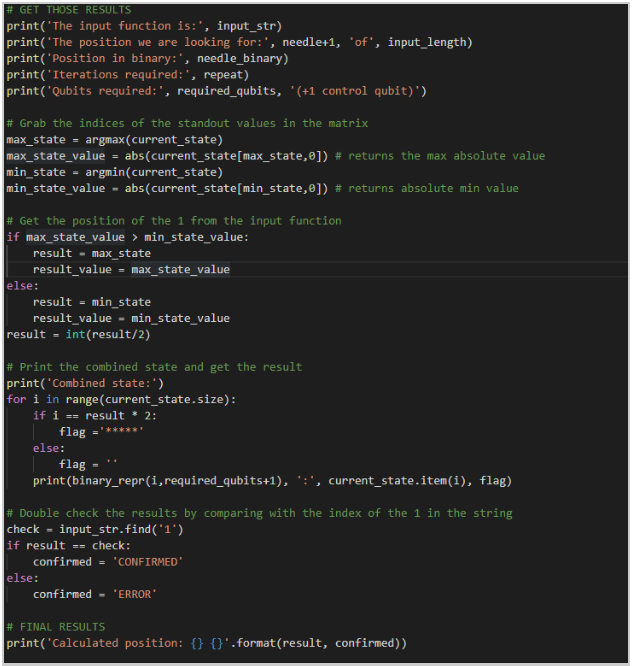 # GET THOSE RESULTS
print('The input function is:', input_str)
print('The position we are looking for:', needle+1, 'of', input_length)
print('Position in binary:', needle_binary)
print('Iterations required:', repeat)
print('Qubits required:', required_qubits, '(+1 control qubit)')

# Grab the indices of the standout values in the matrix
max_state = argmax(current_state)
max_state_value = abs(current_state[max_state,0]) # returns the max absolute value
min_state = argmin(current_state)
min_state_value = abs(current_state[min_state,0]) # returns absolute min value

# Get the position of the 1 from the input function
if max_state_value > min_state_value:
    result = max_state
    result_value = max_state_value
else:
    result = min_state
    result_value = min_state_value
result = int(result/2)

# Print the combined state and get the result
print('Combined state:')
for i in range(current_state.size):
    if i == result * 2:
        flag ='*****'
    else:
        flag = ''
    print(binary_repr(i,required_qubits+1), ':', current_state.item(i), flag)

# Double check the results by comparing with the index of the 1 in the string
check = input_str.find('1')
if result == check:
    confirmed = 'CONFIRMED'
else:
    confirmed = 'ERROR'

# FINAL RESULTS
print('Calculated position: {} {}'.format(result, confirmed))